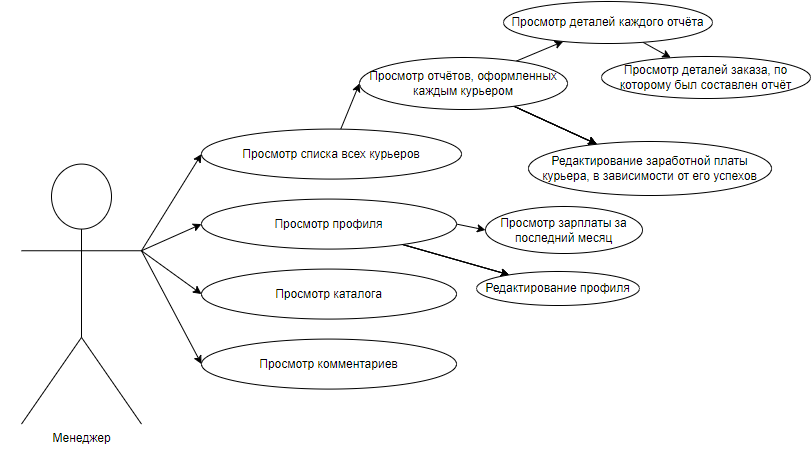 Просмотр деталей каждого отчёта
Просмотр деталей заказа, по
которому был составлен отчёт
Просмотр отчётов, оформленных
каждым курьером
Просмотр списка всех курьеров
Редактирование заработной платы
курьера, в зависимости от его успехов
Просмотр профиля
Просмотр зарплаты за
последний месяц
Редактирование профиля
Просмотр каталога
Просмотр комментариев
Менеджер